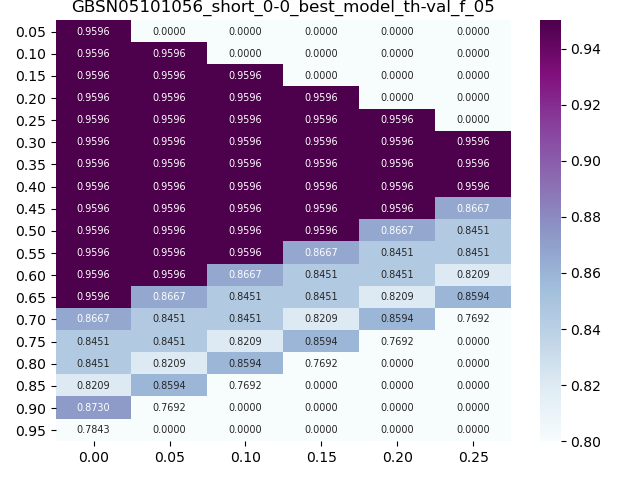 GBSN05101056_short_0-0_best_model_th-val_f_05
0.05 0.9596 0.0000 0.0000 0.0000 0.0000 0.0000
0.10 0.9596 0.9596 0.0000 0.0000 0.0000 0.0000
0.15 0.9596 0.9596 0.9596 0.0000 0.0000 0.0000
0.20 0.9596 0.9596 0.9596 0.9596 0.0000 0.0000
0.25 0.9596 0.9596 0.9596 0.9596 0.9596 0.0000
0.30 0.9596 0.9596 0.9596 0.9596 0.9596 0.9596
0.35 0.9596 0.9596 0.9596 0.9596 0.9596 0.9596
0.40 0.9596 0.9596 0.9596 0.9596 0.9596 0.9596
0.45 0.9596 0.9596 0.9596 0.9596 0.9596 0.8667
0.50 0.9596 0.9596 0.9596 0.9596 0.8667 0.8451
0.55 0.9596 0.9596 0.9596 0.8667 0.8451 0.8451
0.60 0.9596 0.9596 0.8667 0.8451 0.8451 0.8209
0.65 0.9596 0.8667 0.8451 0.8451 0.8209 0.8594
0.70 0.8667 0.8451 0.8451 0.8209 0.8594 0.7692
0.75 0.8451 0.8451 0.8209 0.8594 0.7692 0.0000
0.80 0.8451 0.8209 0.8594 0.7692 0.0000 0.0000
0.85 0.8209 0.8594 0.7692 0.0000 0.0000 0.0000
0.90 0.8730 0.7692 0.0000 0.0000 0.0000 0.0000
0.95 0.7843 0.0000 0.0000 0.0000 0.0000 0.0000
0.00 0.05 0.10 0.15 0.20 0.25
0.94
0.92
0.90
0.88
0.86
0.84
0.82
0.80